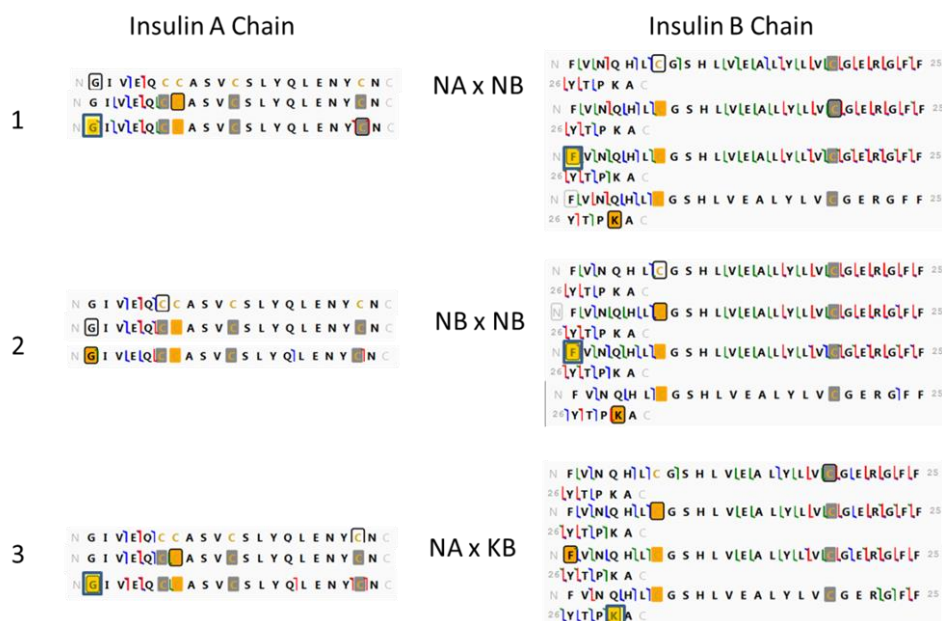 Insulin A Chain
Insulin B Chain
1
N G I V E Q C C A S V C S L Y Q L E N Y C N C
N G I V E Q C C A S V C S L Y Q L E N Y C N C
N G I V E Q C C A S V C S L Y Q L E N Y C N C
NA x NB
N F V N Q H L C G S H L V E A L Y L V C G E R G F F 25
26 Y T P K A C
N F V N Q H L C G S H L V E A L Y L V C G E R G F F 25
26 Y T P K A C
N F V N Q H L C G S H L V E A L Y L V C G E R G F F 25
26 Y T P K A C
N F V N Q H L C G S H L V E A L Y L V C G E R G F F 25
26 Y T P K A C
2
N G I V E Q C C A S V C S L Y Q L E N Y C N C
N G I V E Q C C A S V C S L Y Q L E N Y C N C
N G I V E Q C C A S V C S L Y Q L E N Y C N C
NB x NB
N F V N Q H L C G S H L V E A L Y L V C G E R G F F 25
26 Y T P K A C
N F V N Q H L C G S H L V E A L Y L V C G E R G F F 25
26 Y T P K A C
N F V N Q H L C G S H L V E A L Y L V C G E R G F F 25
26 Y T P K A C
N F V N Q H L C G S H L V E A L Y L V C G E R G F F 25
26 Y T P K A C
3
N G I V E Q C C A S V C S L Y Q L E N Y C N C
N G I V E Q C C A S V C S L Y Q L E N Y C N C
N G I V E Q C C A S V C S L Y Q L E N Y C N C
NA x KB
N F V N Q H L C G S H L V E A L Y L V C G E R G F F 25
26 Y T P K A C
N F V N Q H L C G S H L V E A L Y L V C G E R G F F 25
26 Y T P K A C
N F V N Q H L C G S H L V E A L Y L V C G E R G F F 25
26 Y T P K A C
N F V N Q H L C G S H L V E A L Y L V C G E R G F F 25
26 Y T P K A C